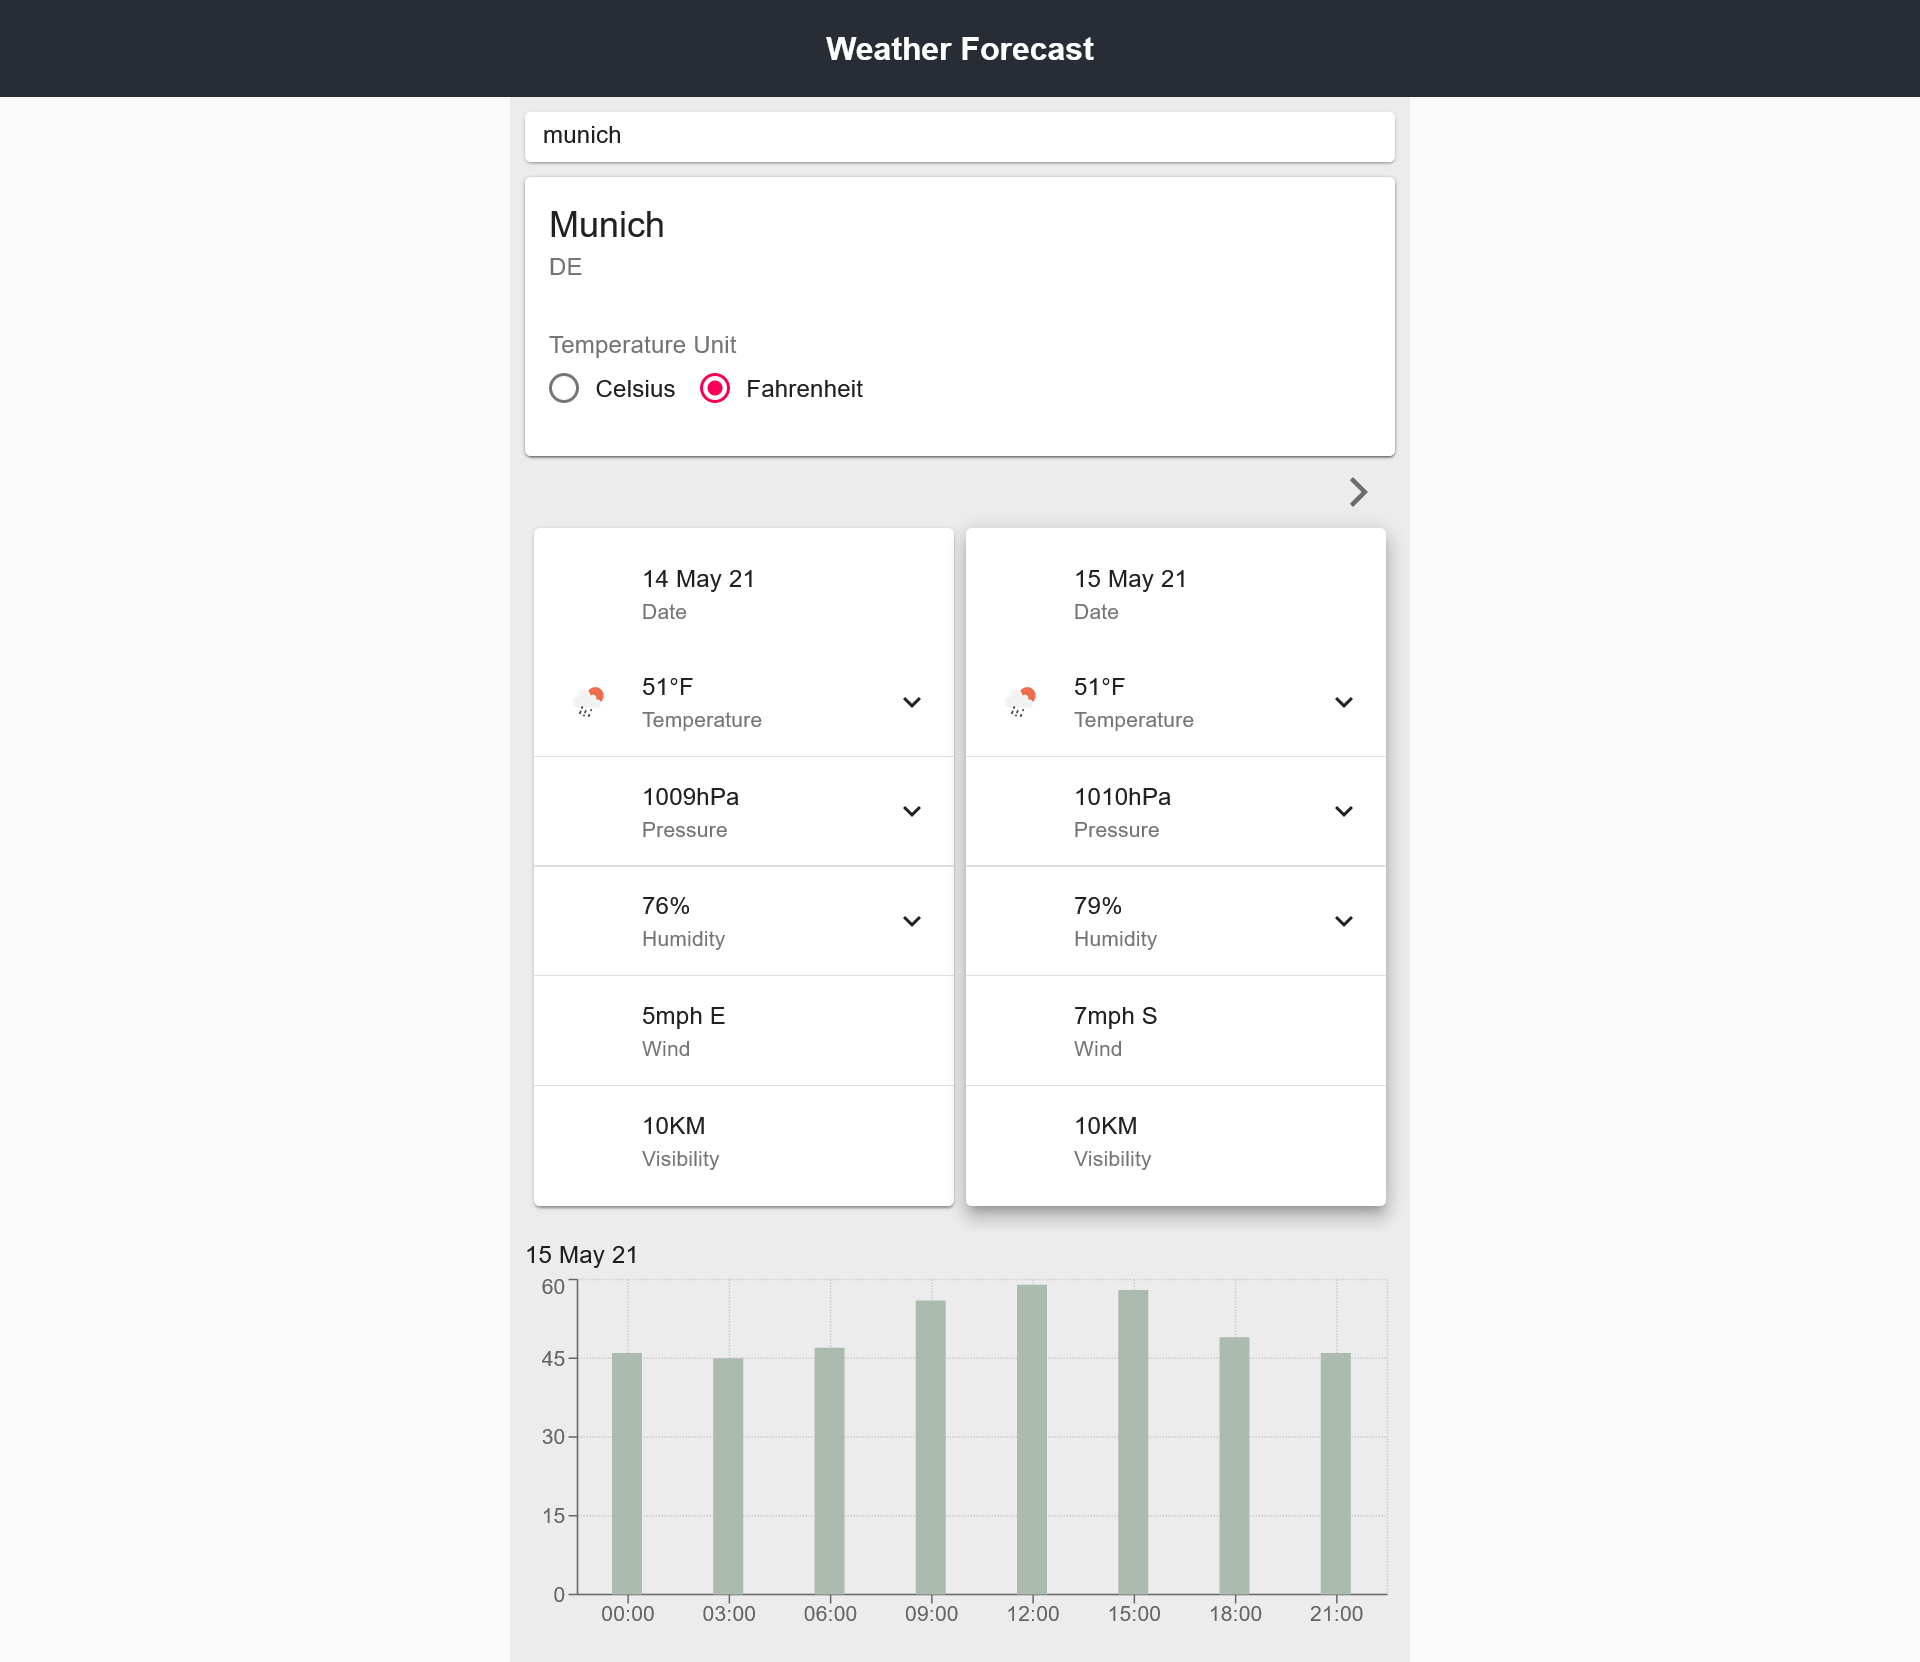 Weather Forecast
munich
Munich
DE
Temperature Unit
Celsius Fahrenheit
14 May 21
Date
51°F
Temperature
1009hPa
Pressure
76%
Humidity
5mph E
Wind
10KM
Visibility
15 May 21
Date
51°F
Temperature
1010hPa
Pressure
79%
Humidity
7mph S
Wind
10KM
Visibility
15 May 21
60
45
30
15
0
00:00 03:00 06:00 09:00 12:00 15:00 18:00 21:00